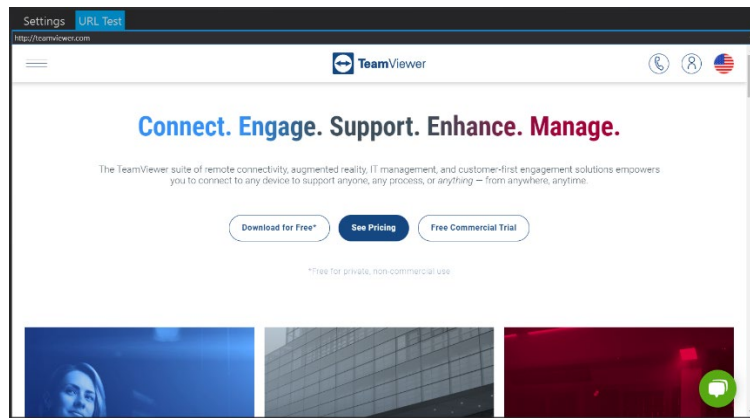 Settings URL Test
http://teamviewer.com
TeamViewer
Connect. Engage. Support. Enhance. Manage.
The TeamViewer suite of remote connectivity, augmented reality, IT management, and customer-first engagement solutions empowers
you to connect to any device to support anyone, any process, or anything — from anywhere, anytime.
Download for Free* See Pricing Free Commercial Trial
*Free for private, non-commercial use